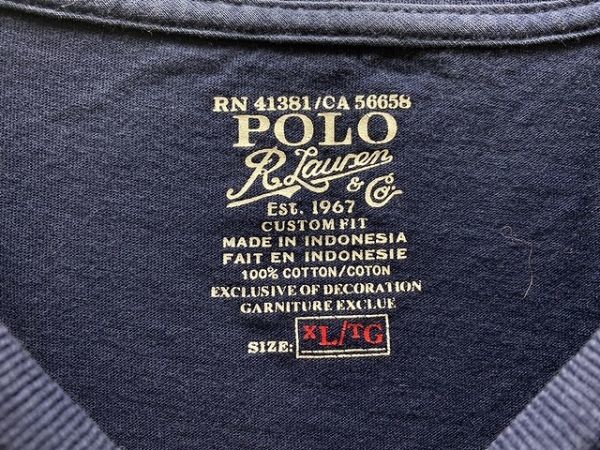 RN 41381/CA 56658
POLO
R. Lauren
& Co.
EST. 1967
CUSTOM FIT
MADE IN INDONESIA
FAIT EN INDONESIE
100% COTTON/COTON
EXCLUSIVE OF DECORATION
GARNITURE EXCLUE
SIZE: XL/TG